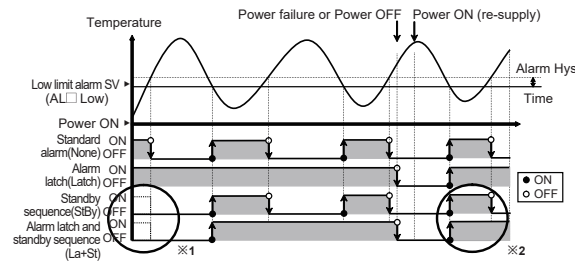 Temperature
Power failure or Power OFF
Power ON (re-supply)
Alarm Hys
Low limit alarm SV
(AL□ Low)
Time
Power ON
Standard alarm(None)
ON
OFF
Alarm latch(Latch)
ON
OFF
Standby sequence(StBy)
ON
OFF
Alarm latch and standby sequence (La+St)
ON
OFF
● ON
○ OFF
※1
※2